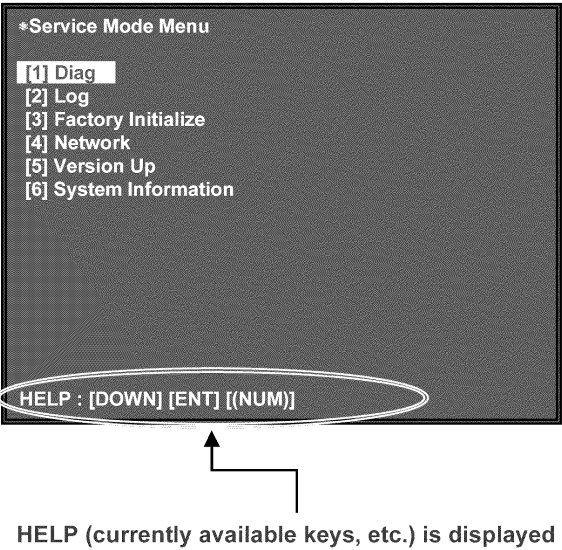 *Service Mode Menu
[1] Diag
[2] Log
[3] Factory Initialize
[4] Network
[5] Version Up
[6] System Information
HELP : [DOWN] [ENT] [(NUM)]
HELP (currently available keys, etc.) is displayed